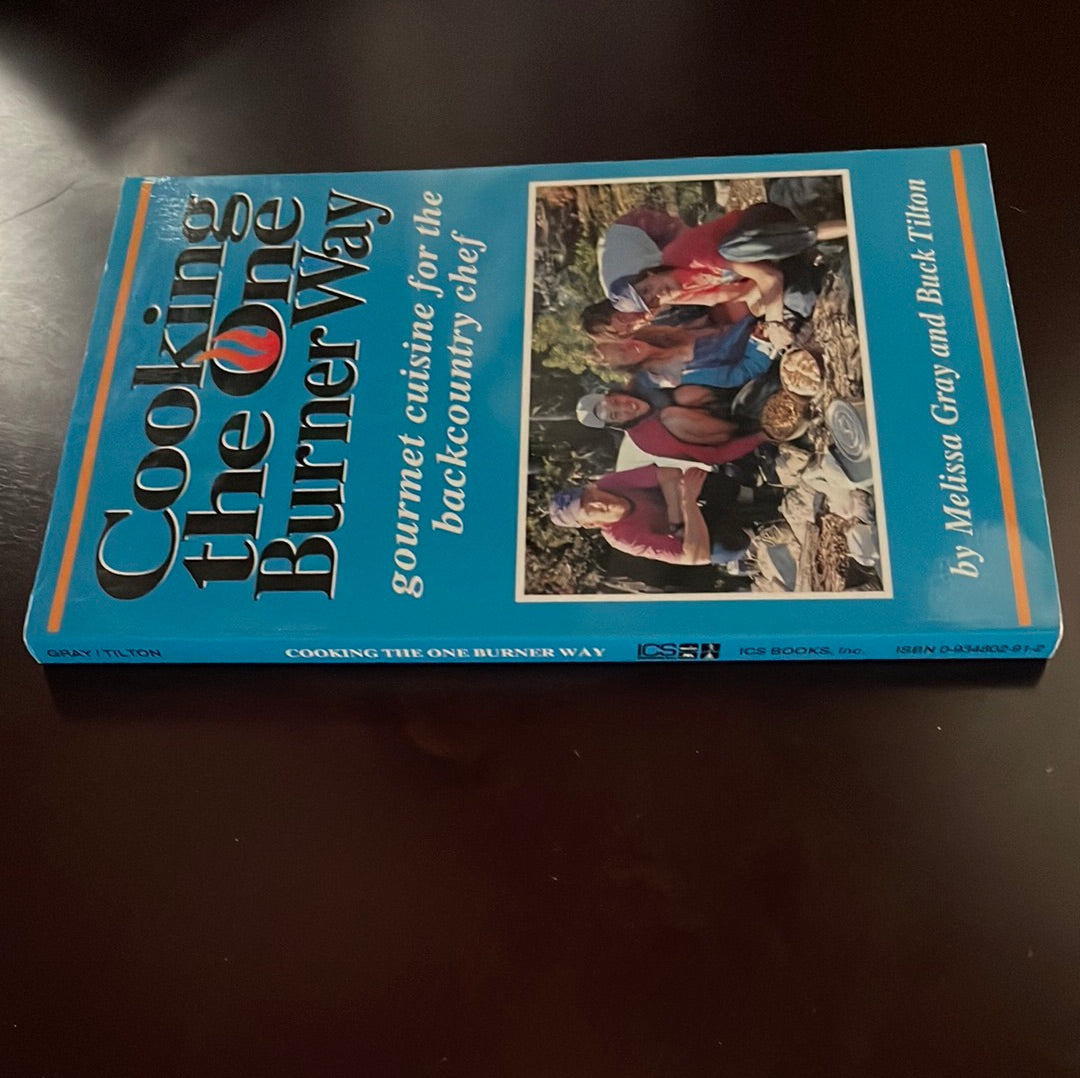 Cooking
the One
Burner Way
gourmet cuisine for the
backcountry chef
by Melissa Gray and Buck Tilton
GRAY / TILTON
COOKING THE ONE BURNER WAY
ICS
ICS BOOKS, Inc.
ISBN 0-934802-91-2